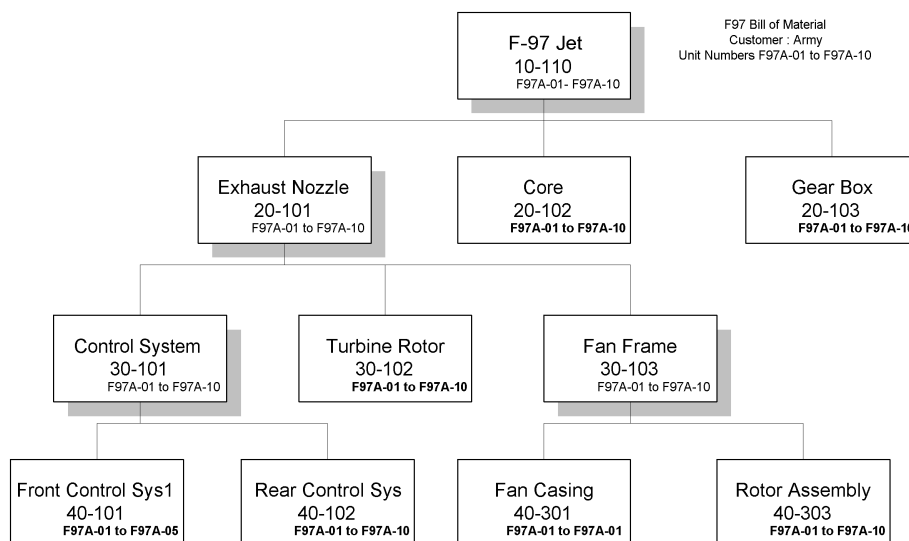 F97 Bill of Material
Customer : Army
Unit Numbers F97A-01 to F97A-10
F-97 Jet
10-110
F97A-01- F97A-10
Exhaust Nozzle
20-101
F97A-01 to F97A-10
Core
20-102
F97A-01 to F97A-10
Gear Box
20-103
F97A-01 to F97A-10
Control System
30-101
F97A-01 to F97A-10
Turbine Rotor
30-102
F97A-01 to F97A-10
Fan Frame
30-103
F97A-01 to F97A-10
Front Control Sys1
40-101
F97A-01 to F97A-05
Rear Control Sys
40-102
F97A-01 to F97A-10
Fan Casing
40-301
F97A-01 to F97A-01
Rotor Assembly
40-303
F97A-01 to F97A-10